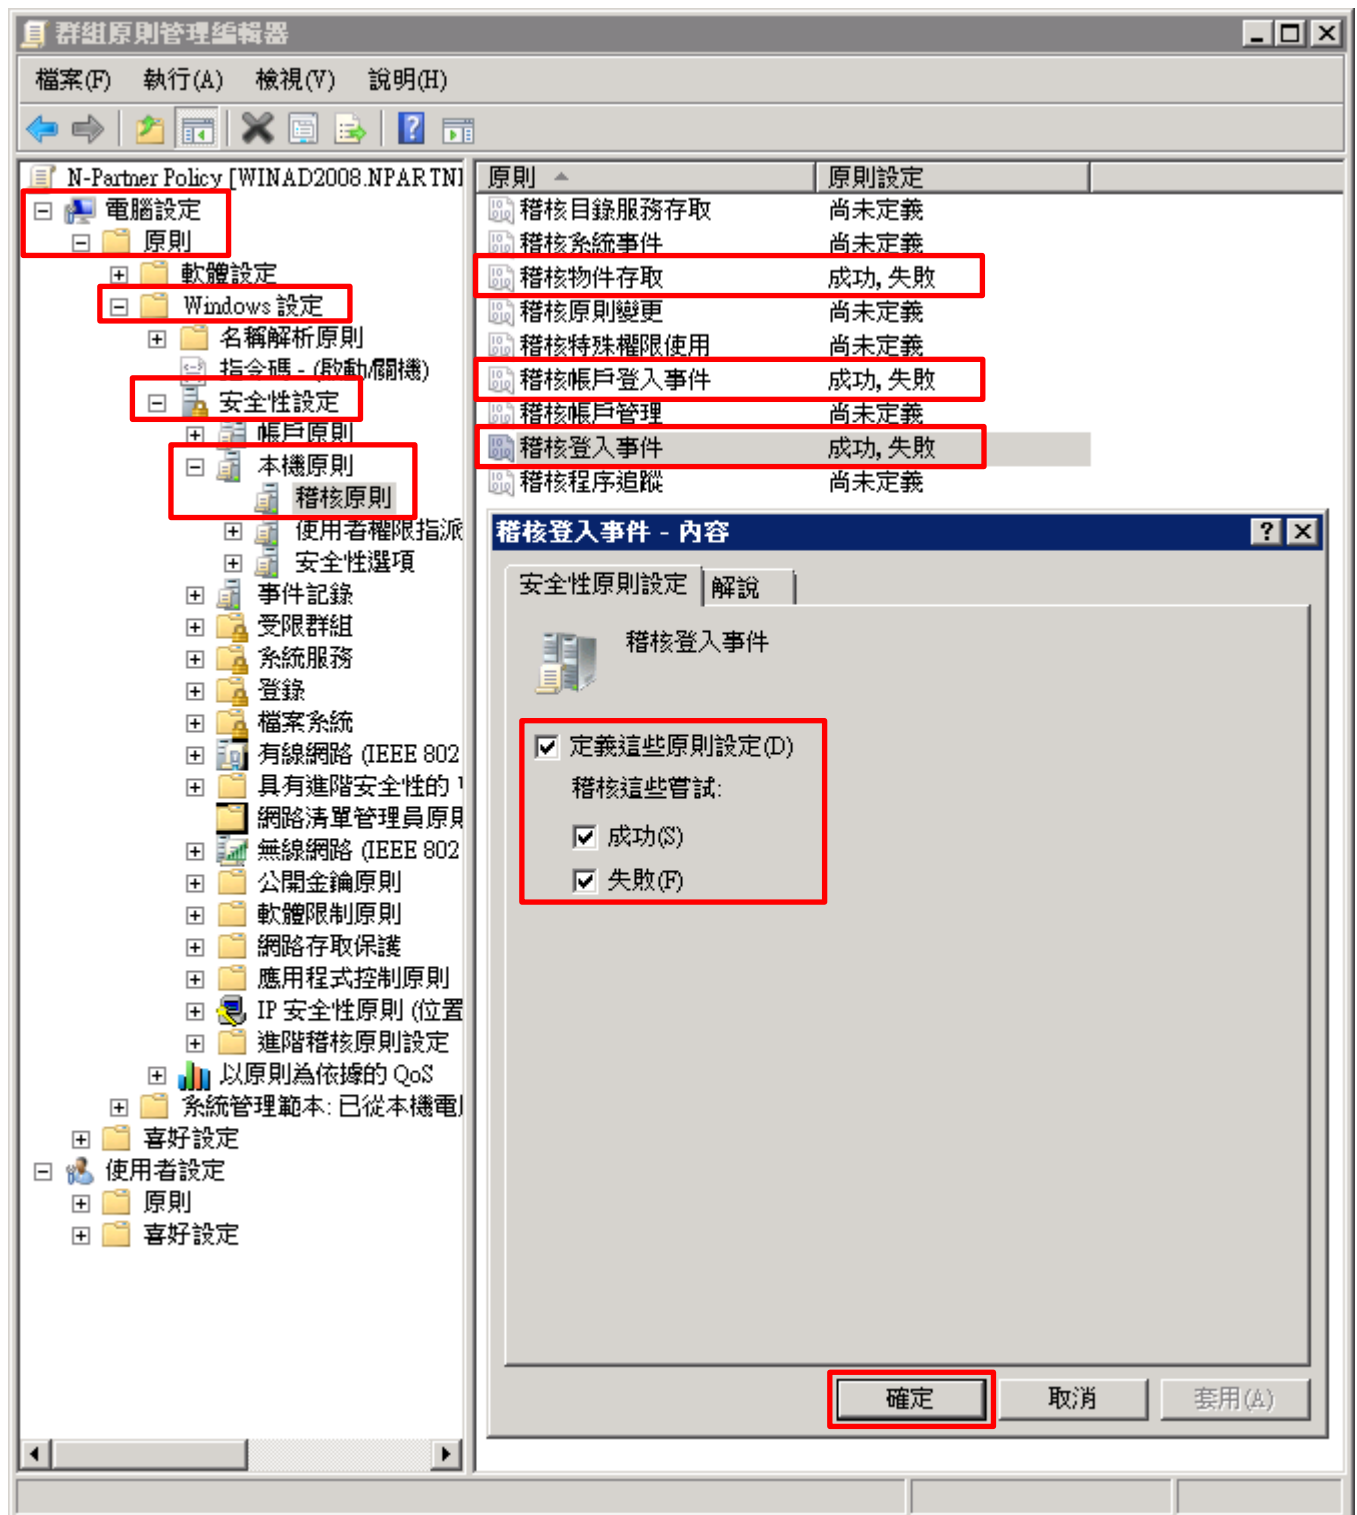 群組原則管理編輯器
檔案(F) 執行(A) 檢視(V) 說明(H)
N-Partner Policy [WINAD2008.NPARTN
電腦設定
原則
軟體設定
Windows 設定
名稱解析原則
指令碼 - (啟動/關機)
安全性設定
帳戶原則
本機原則
稽核原則
使用者權限指派
安全性選項
事件記錄
受限群組
系統服務
登錄
檔案系統
有線網路 (IEEE 802
具有進階安全性的
網路清單管理員原則
無線網路 (IEEE 802
公開金鑰原則
軟體限制原則
網路存取保護
應用程式控制原則
IP 安全性原則 (位置
進階稽核原則設定
以原則為依據的 QoS
系統管理範本: 已從本機電
喜好設定
使用者設定
原則
喜好設定
原則 原則設定
稽核目錄服務存取 尚未定義
稽核系統事件 尚未定義
稽核物件存取 成功, 失敗
稽核原則變更 尚未定義
稽核特殊權限使用 尚未定義
稽核帳戶登入事件 成功, 失敗
稽核帳戶管理 尚未定義
稽核登入事件 成功, 失敗
稽核程序追蹤 尚未定義
稽核登入事件 - 內容
安全性原則設定 解說
稽核登入事件
定義這些原則設定(D)
稽核這些嘗試:
成功(S)
失敗(F)
確定 取消 套用(A)